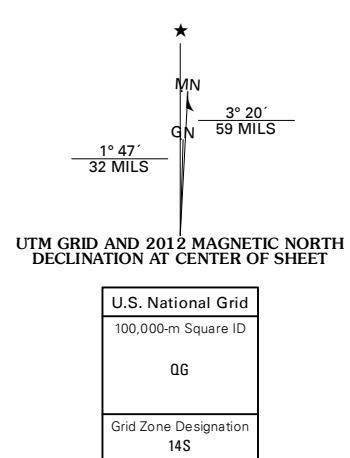 ★
MN
GN
3° 20´
59 MILS
1° 47´
32 MILS
UTM GRID AND 2012 MAGNETIC NORTH
DECLINATION AT CENTER OF SHEET
U.S. National Grid
100,000-m Square ID
QG
Grid Zone Designation
14S